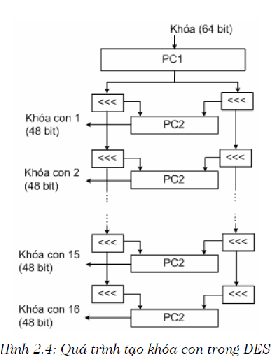 Khóa (64 bit)
PC1
<<<
<<<
Khóa con 1
(48 bit)
PC2
<<<
<<<
Khóa con 2
(48 bit)
PC2
<<<
<<<
Khóa con 15
(48 bit)
PC2
<<<
<<<
Khóa con 16
(48 bit)
PC2
Hình 2.4: Quá trình tạo khóa con trong DES